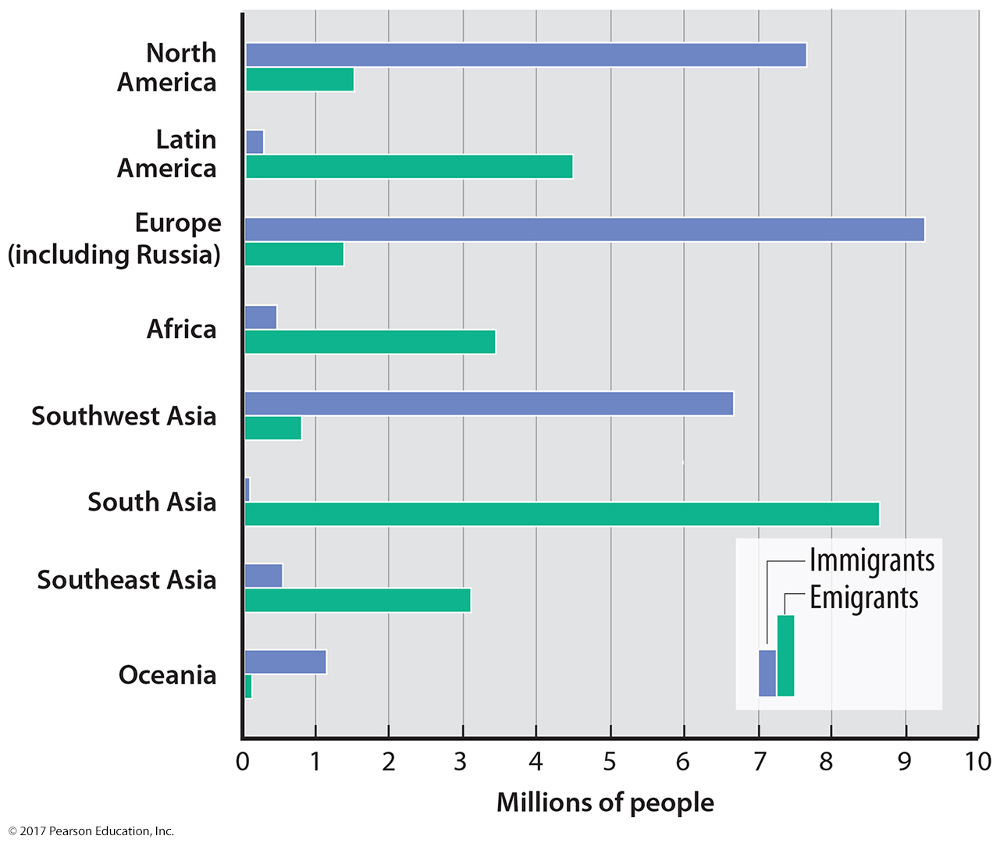 North
America
Latin
America
Europe
(including Russia)
Africa
Southwest Asia
South Asia
Southeast Asia
Oceania
Immigrants
Emigrants
0 1 2 3 4 5 6 7 8 9 10
Millions of people
© 2017 Pearson Education, Inc.